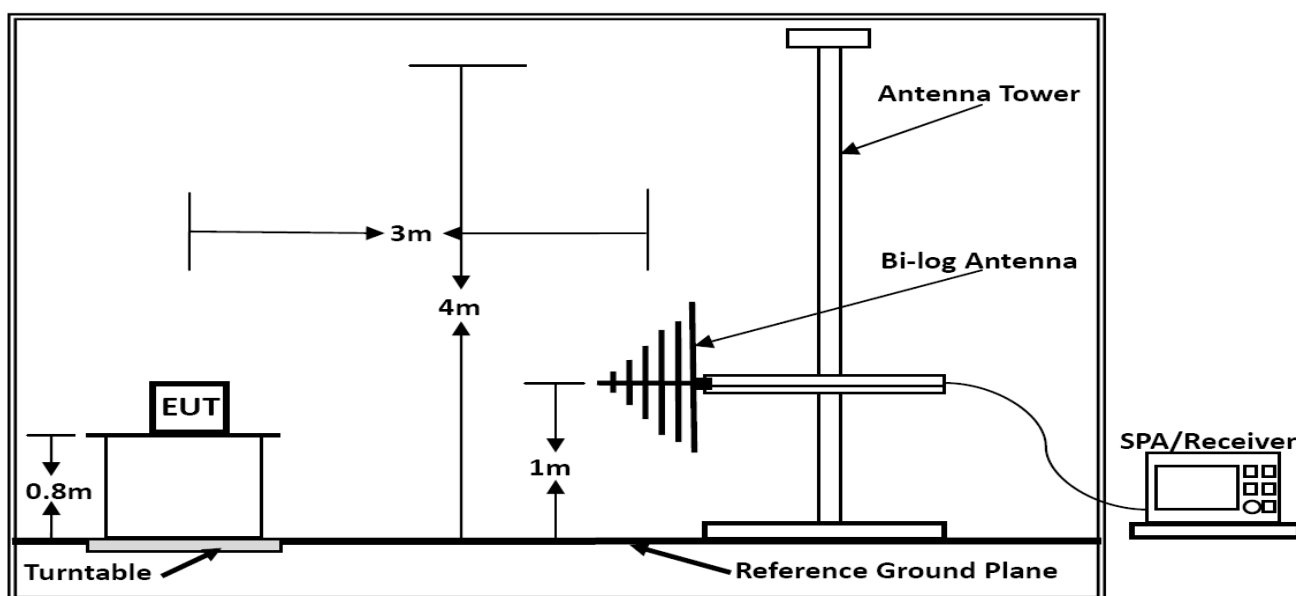 Antenna Tower
3m
Bi-log Antenna
4m
EUT
SPA/Receiver
1m
0.8m
Turntable
Reference Ground Plane